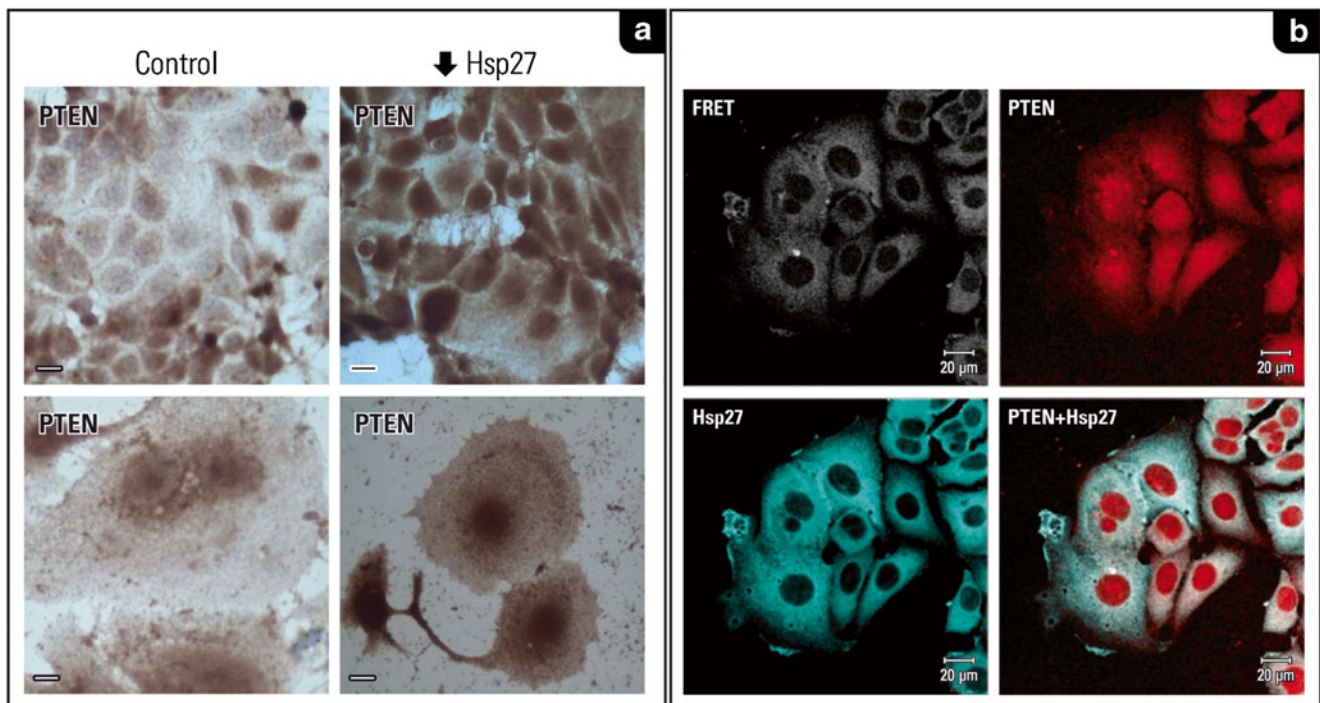 a
Control
🡇 Hsp27
PTEN
PTEN
PTEN
PTEN
b
FRET
20 µm
PTEN
20 µm
Hsp27
20 µm
PTEN+Hsp27
20 µm